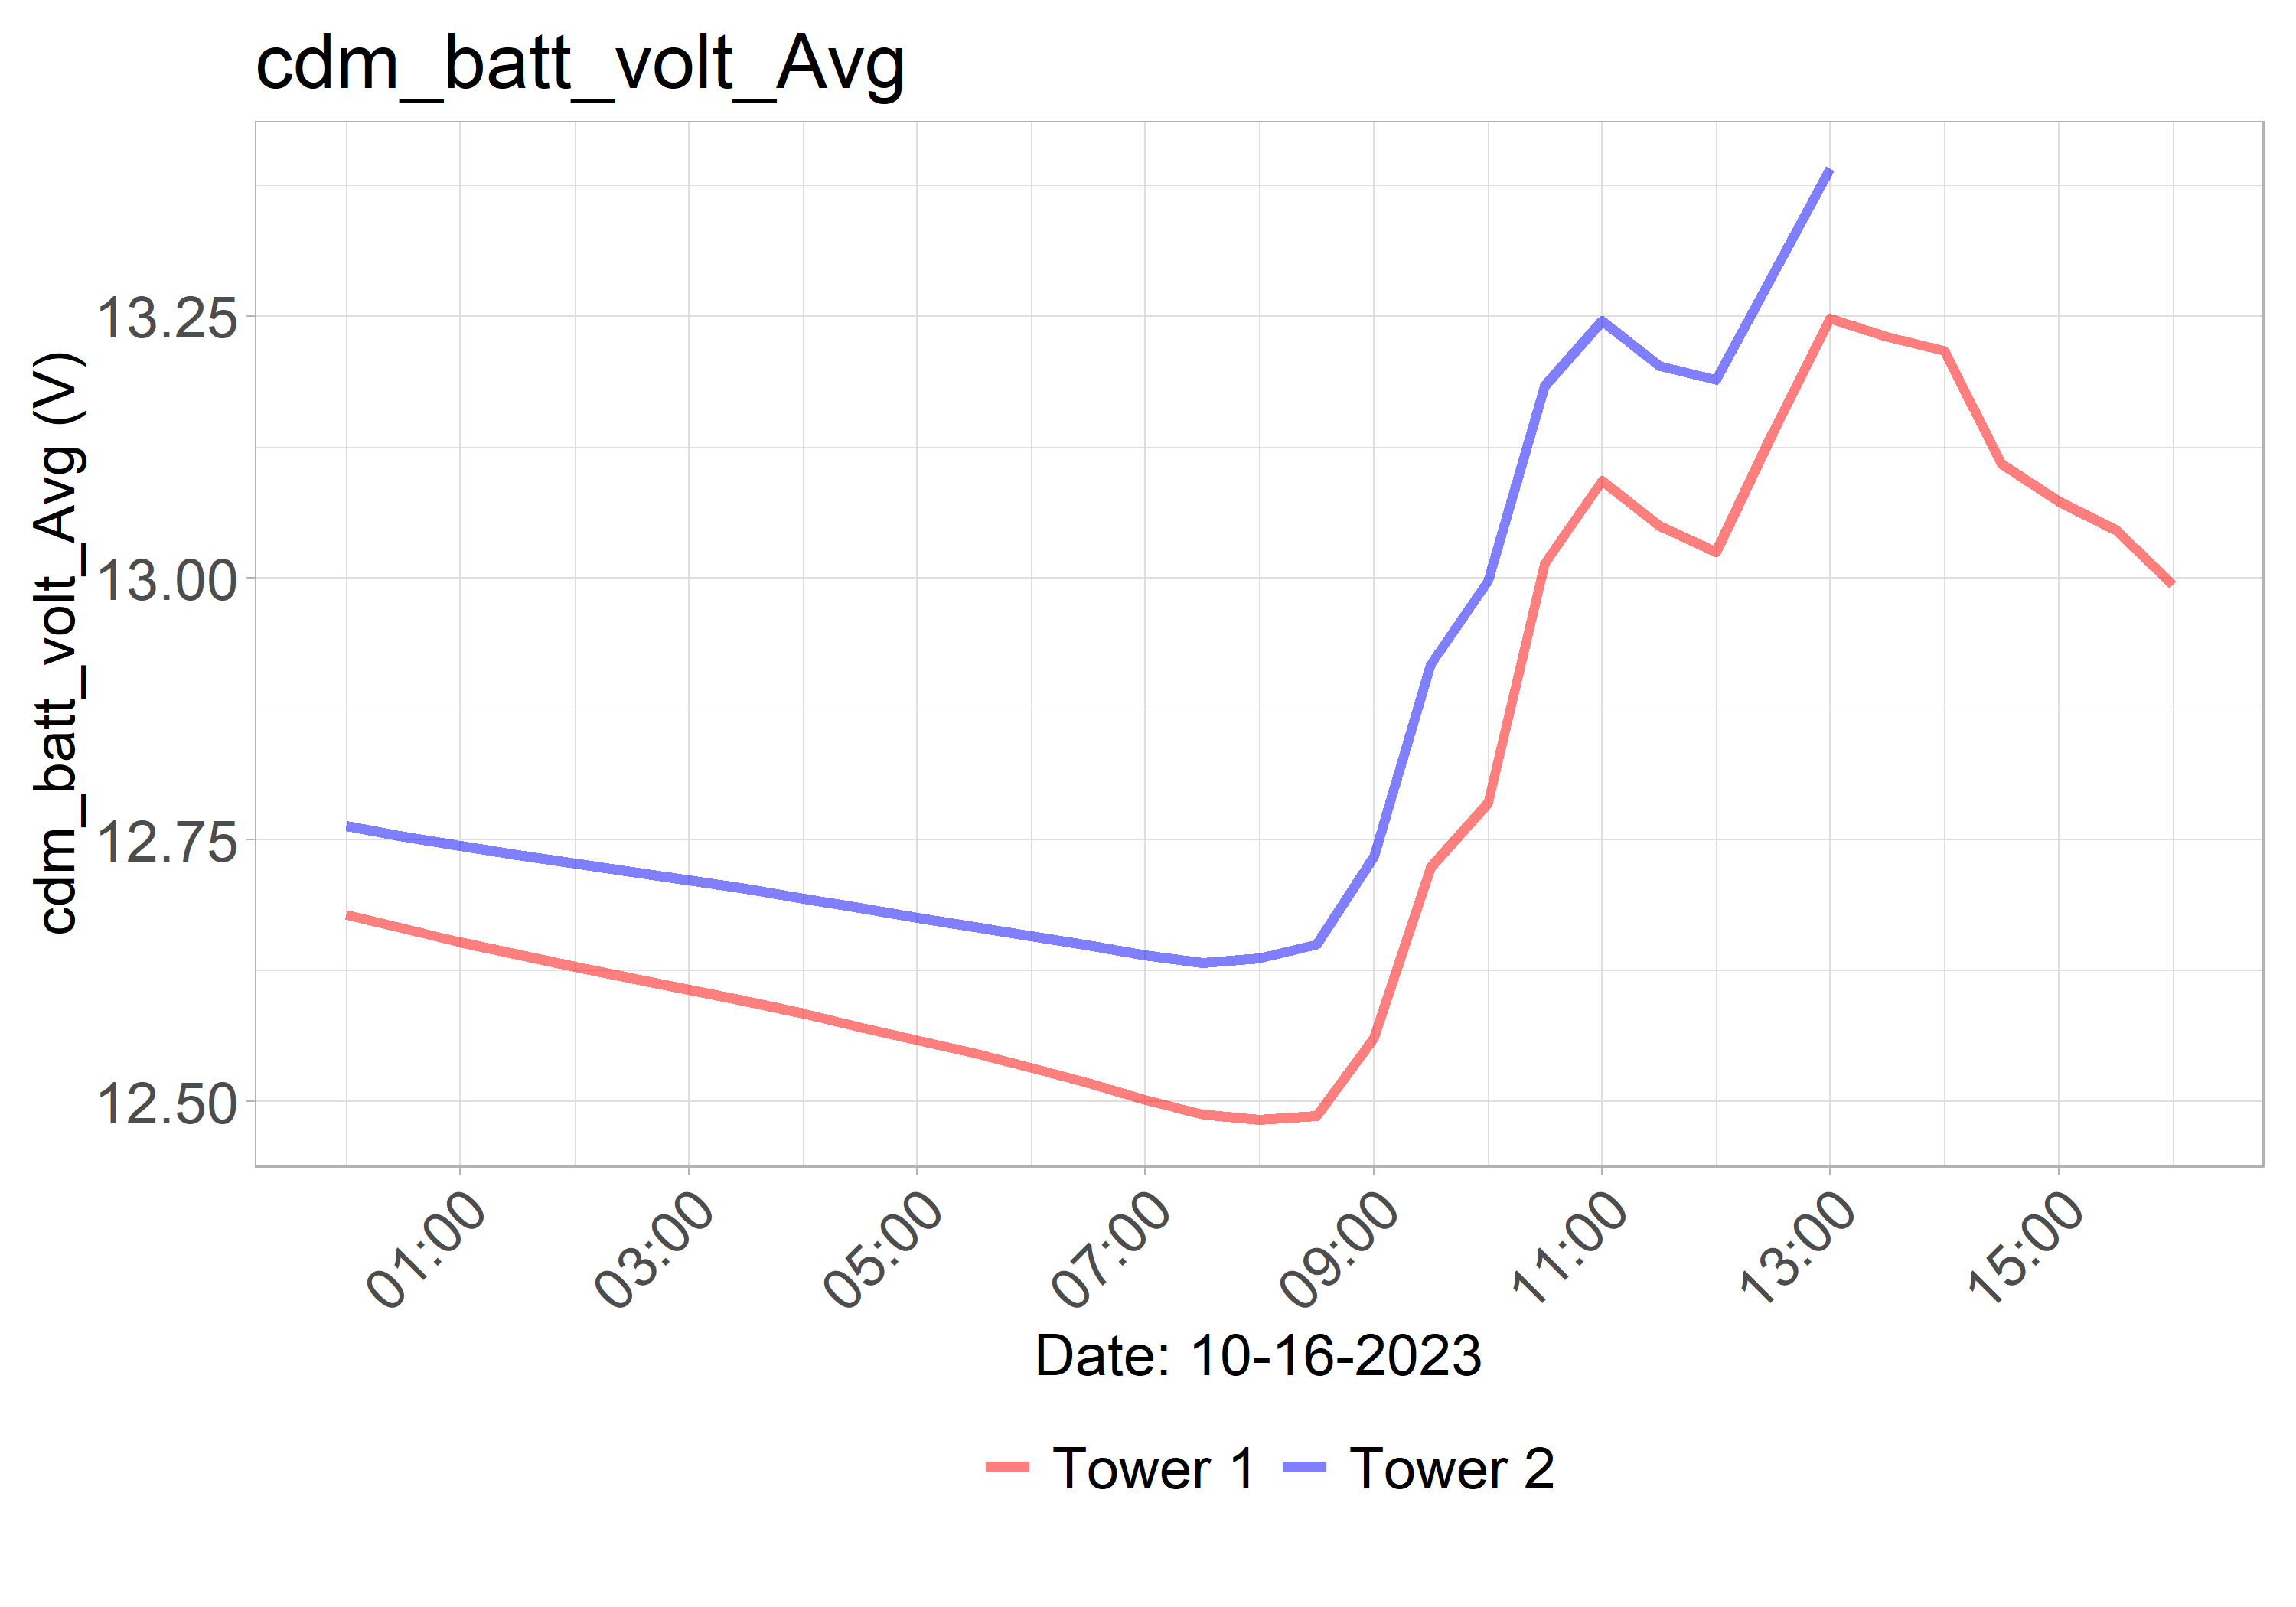 cdm_batt_volt_Avg
cdm_batt_volt_Avg (V)
13.25
13.00
12.75
12.50
01:00
03:00
05:00
07:00
09:00
11:00
13:00
15:00
Date: 10-16-2023
Tower 1
Tower 2